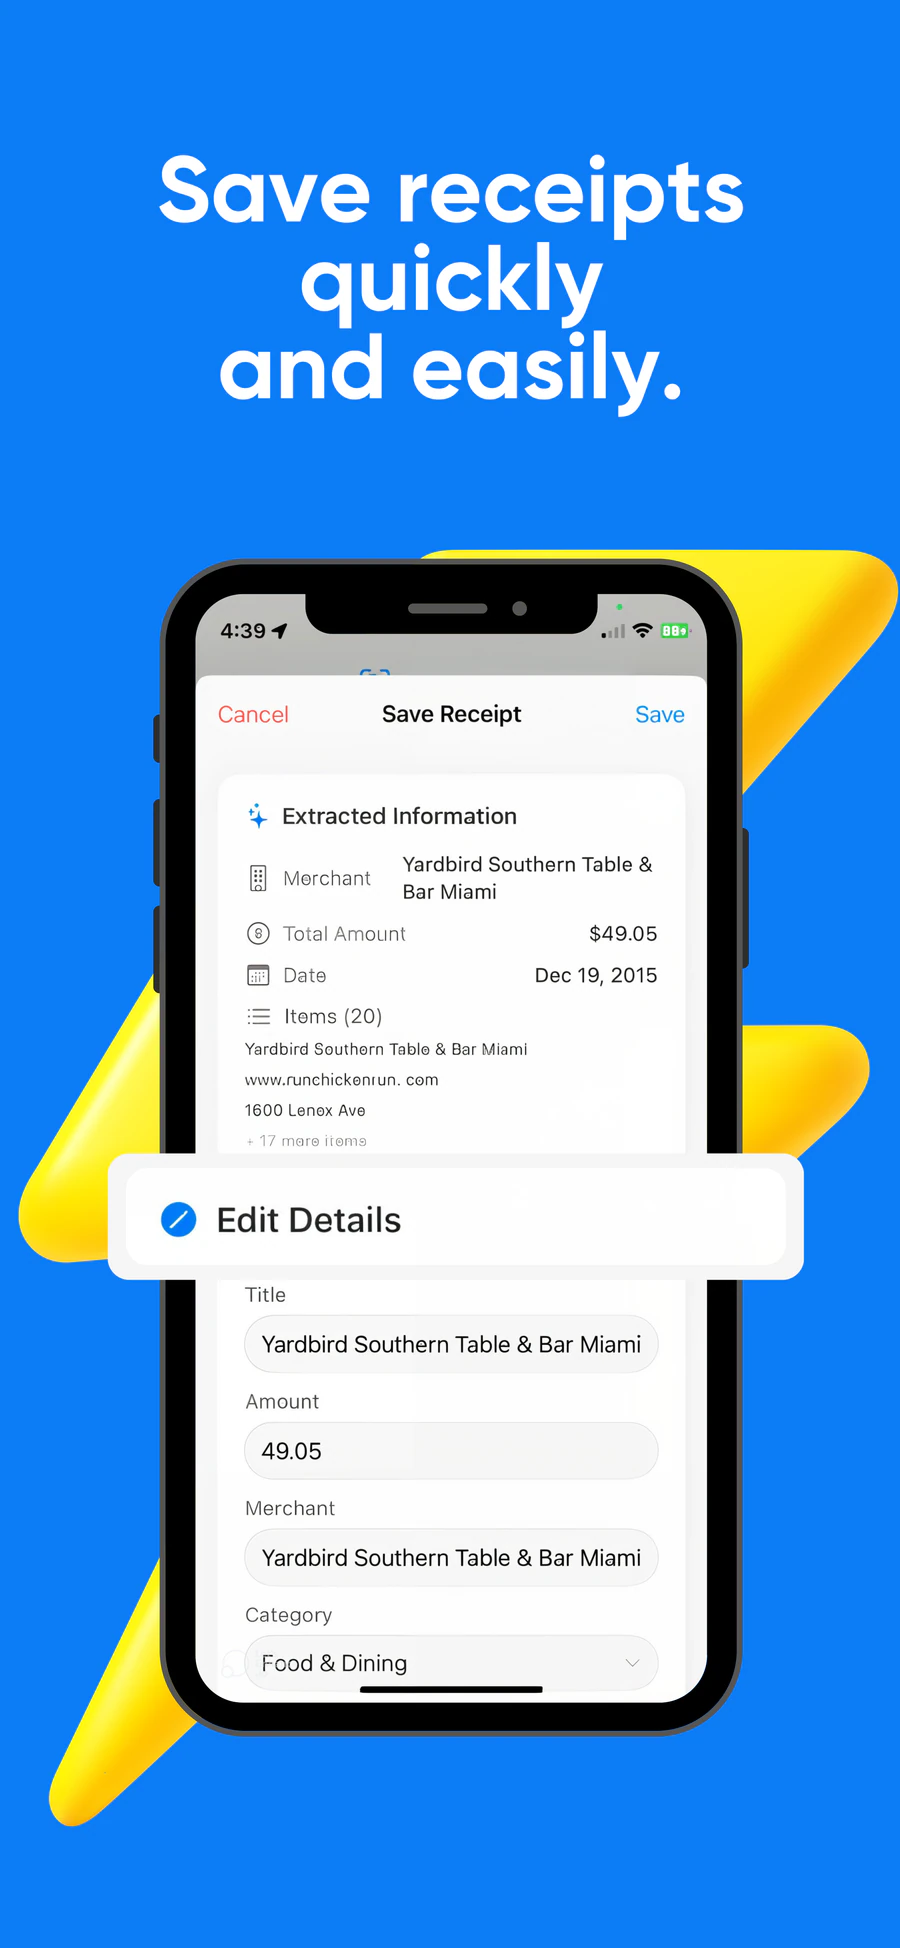 Save receipts
quickly
and easily.
4:39
88
Cancel
Save Receipt
Save
Extracted Information
Merchant
Yardbird Southern Table &
Bar Miami
Total Amount
$49.05
Date
Dec 19, 2015
Items (20)
Yardbird Southern Table & Bar Miami
www.runchickenrun. com
1600 Lenox Ave
+ 17 more items
Edit Details
Title
Yardbird Southern Table & Bar Miami
Amount
49.05
Merchant
Yardbird Southern Table & Bar Miami
Category
Food & Dining